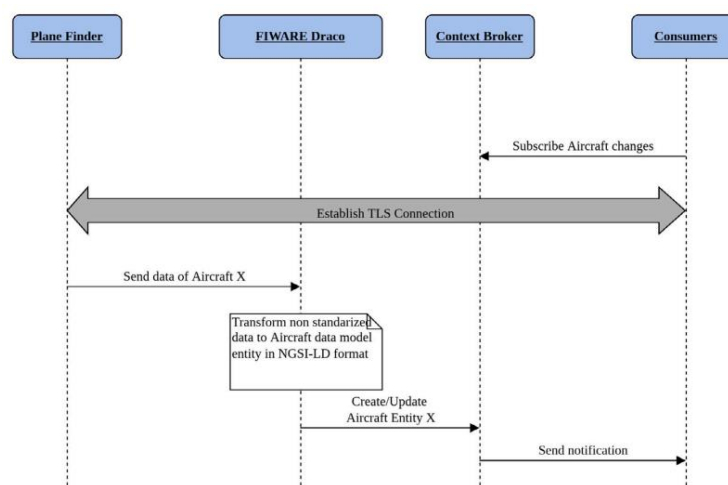 Plane Finder
FIWARE Draco
Context Broker
Consumers
Subscribe Aircraft changes
Establish TLS Connection
Send data of Aircraft X
Transform non standarized
data to Aircraft data model
entity in NGSI-LD format
Create/Update
Aircraft Entity X
Send notification